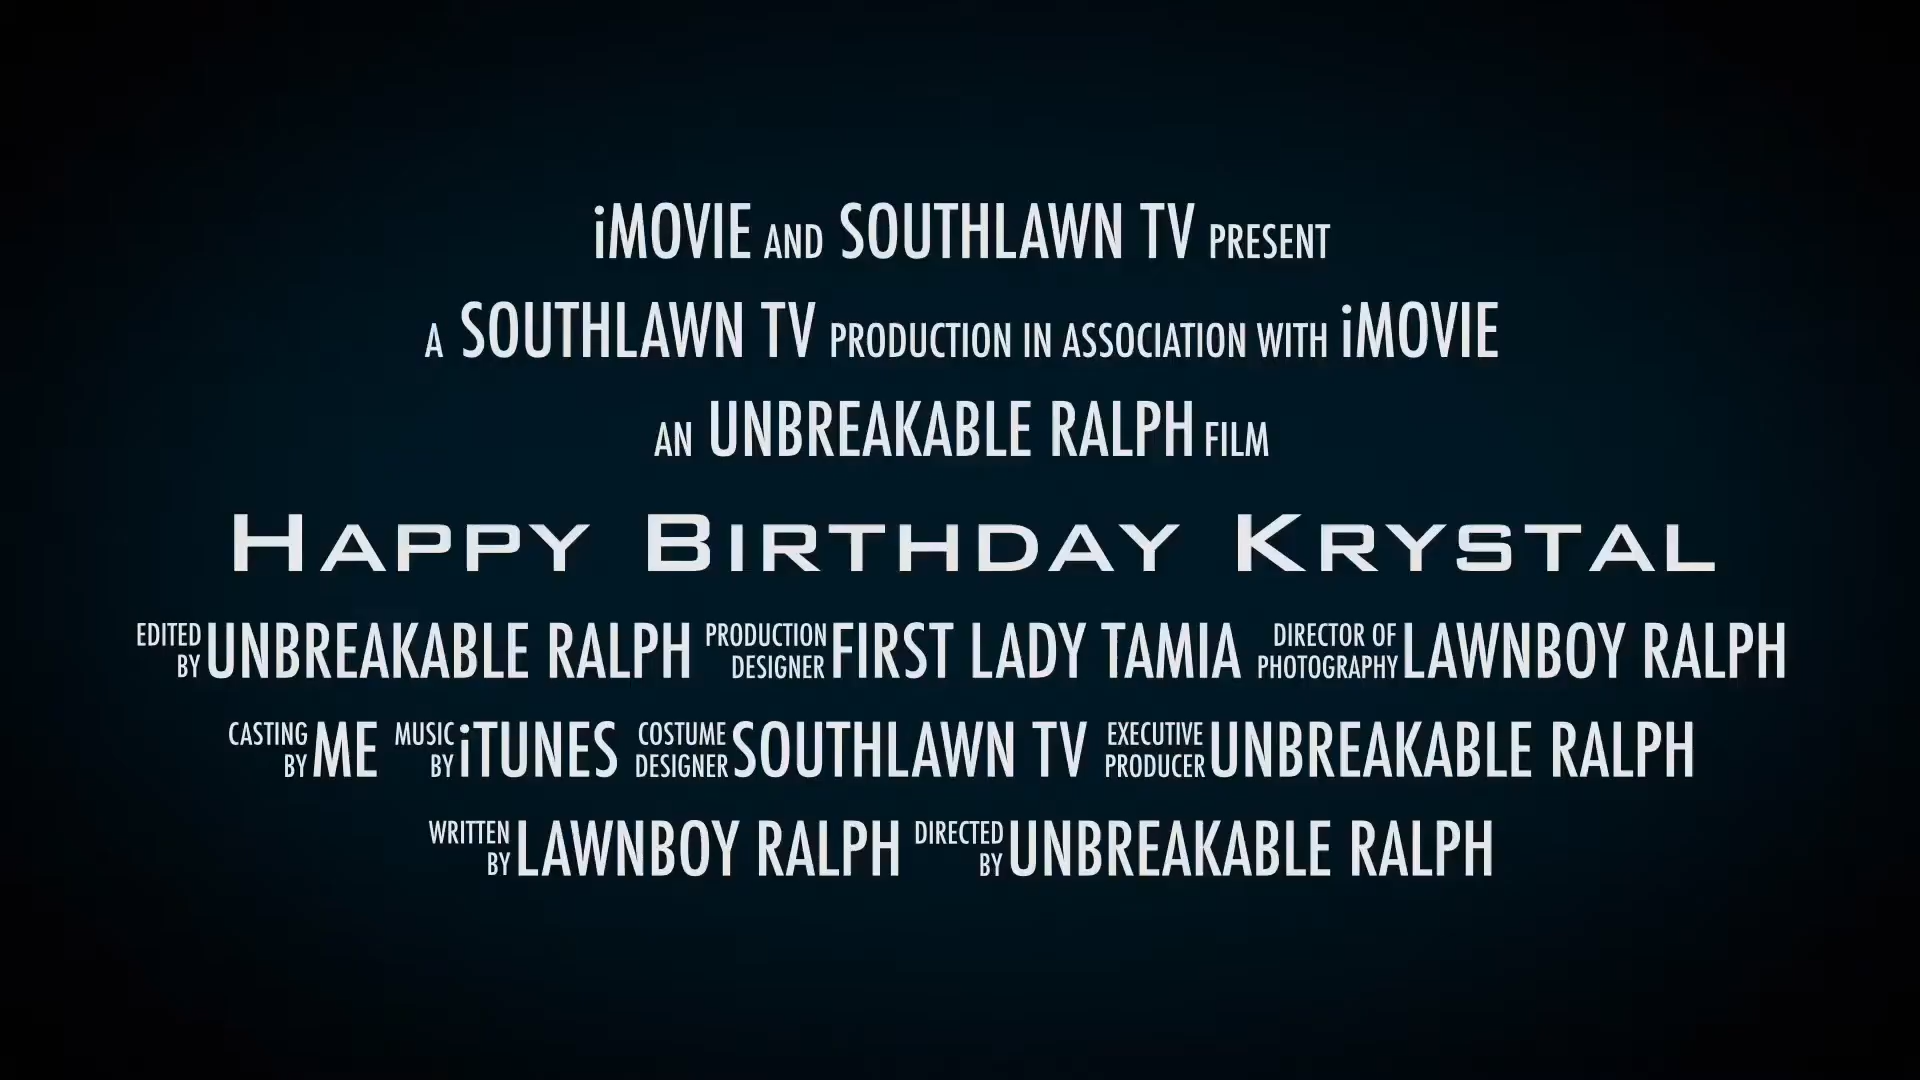 iMOVIE AND SOUTHLAWN TV PRESENT
A SOUTHLAWN TV PRODUCTION IN ASSOCIATION WITH iMOVIE
AN UNBREAKABLE RALPH FILM
HAPPY BIRTHDAY KRYSTAL
EDITED BY UNBREAKABLE RALPH PRODUCTION DESIGNER FIRST LADY TAMIA DIRECTOR OF PHOTOGRAPHY LAWNBOY RALPH
CASTING BY ME MUSIC BY iTUNES COSTUME DESIGNER SOUTHLAWN TV EXECUTIVE PRODUCER UNBREAKABLE RALPH
WRITTEN BY LAWNBOY RALPH DIRECTED BY UNBREAKABLE RALPH